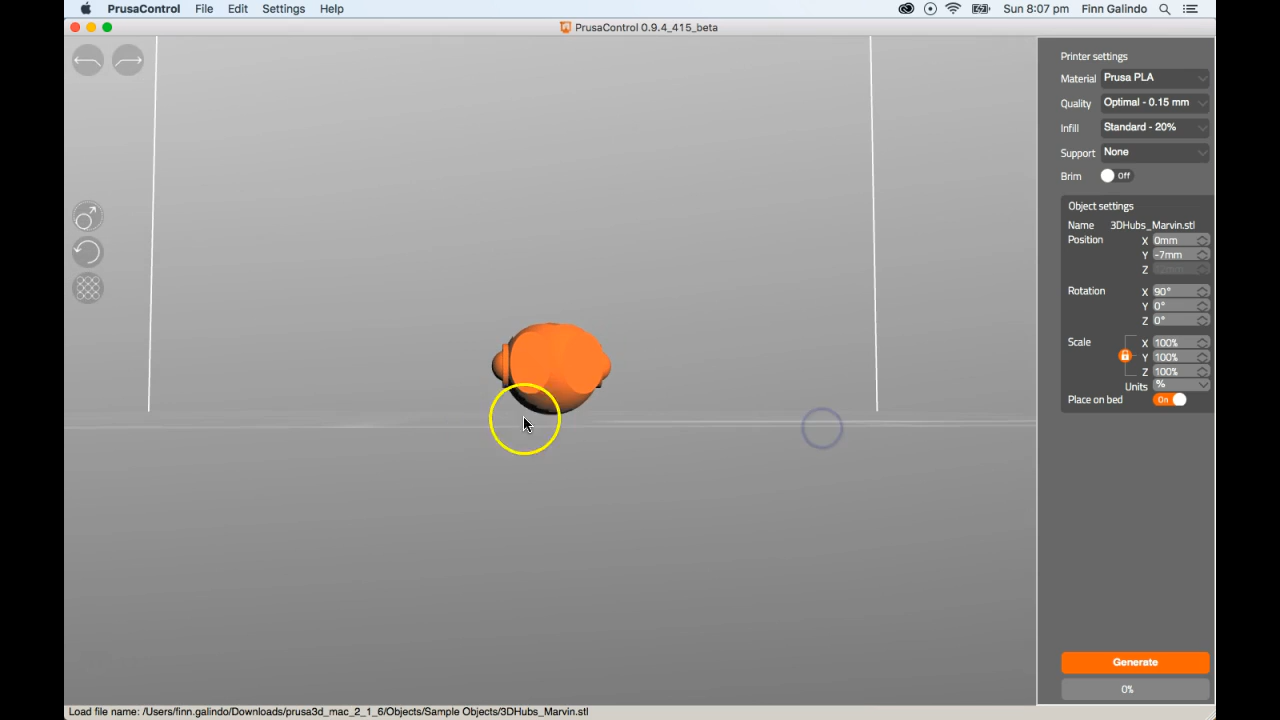 PrusaControl File Edit Settings Help Sun 8:07 pm Finn Galindo
PrusaControl 0.9.4_415_beta
Printer settings
Material Prusa PLA
Quality Optimal - 0.15 mm
Infill Standard - 20%
Support None
Brim Off
Object settings
Name 3DHubs_Marvin.stl
Position X 0mm
Y -7mm
Z
Rotation X 90°
Y 0°
Z 0°
Scale X 100%
Y 100%
Z 100%
Units %
Place on bed On
Generate
0%
Load file name: /Users/finn.galindo/Downloads/prusa3d_mac_2_1_6/Objects/Sample Objects/3DHubs_Marvin.stl